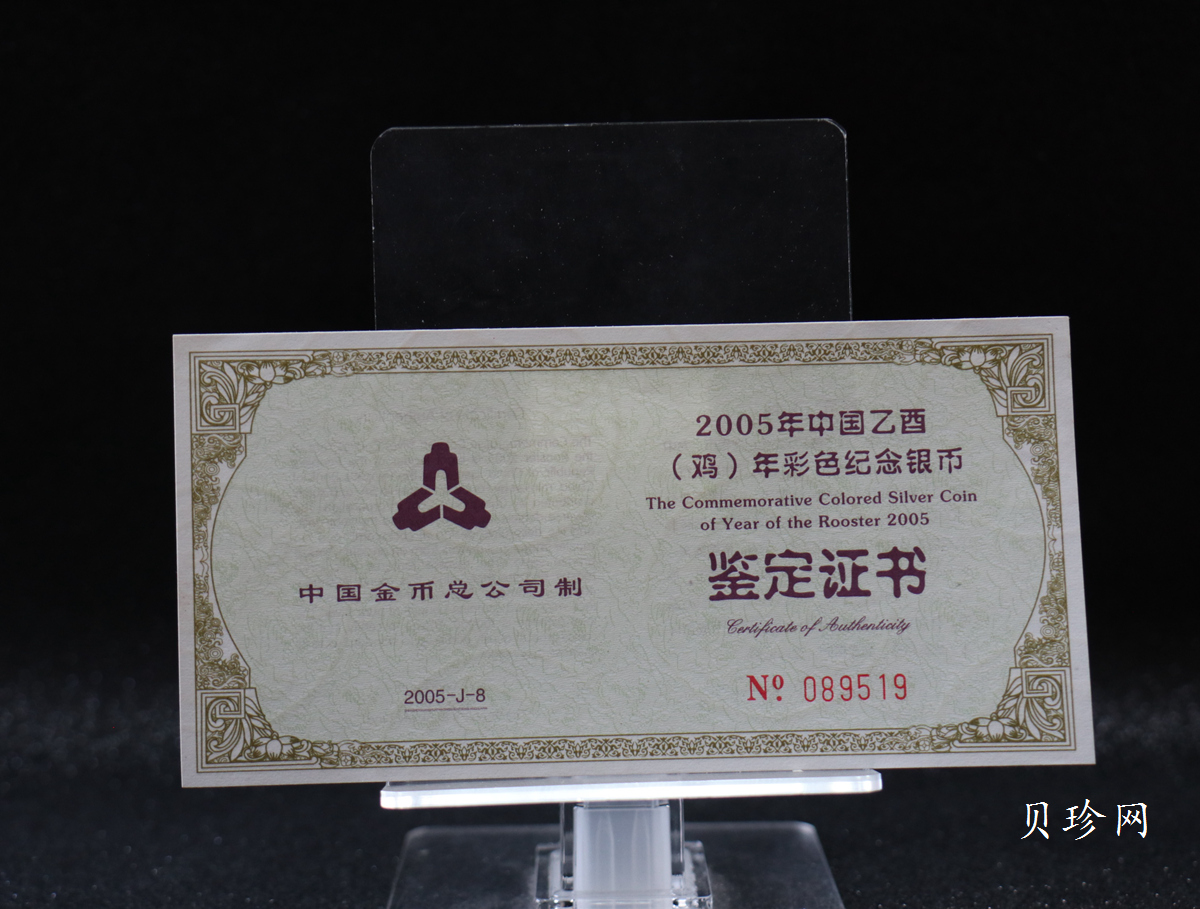 中国金币总公司制
2005-J-8
2005年中国乙酉
（鸡）年彩色纪念银币
The Commemorative Colored Silver Coin
of Year of the Rooster 2005
鉴定证书
Certificate of Authenticity
Nº 089519
贝珍网